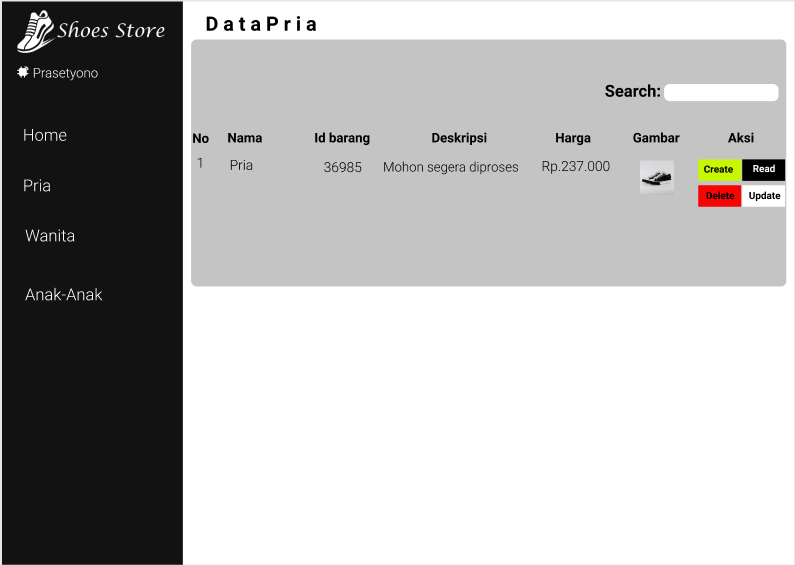 Shoes Store
Prasetyono
Home
Pria
Wanita
Anak-Anak
DataPria
Search:
No Nama Id barang Deskripsi Harga Gambar Aksi
1 Pria 36985 Mohon segera diproses Rp.237.000 Create Read
Delete Update